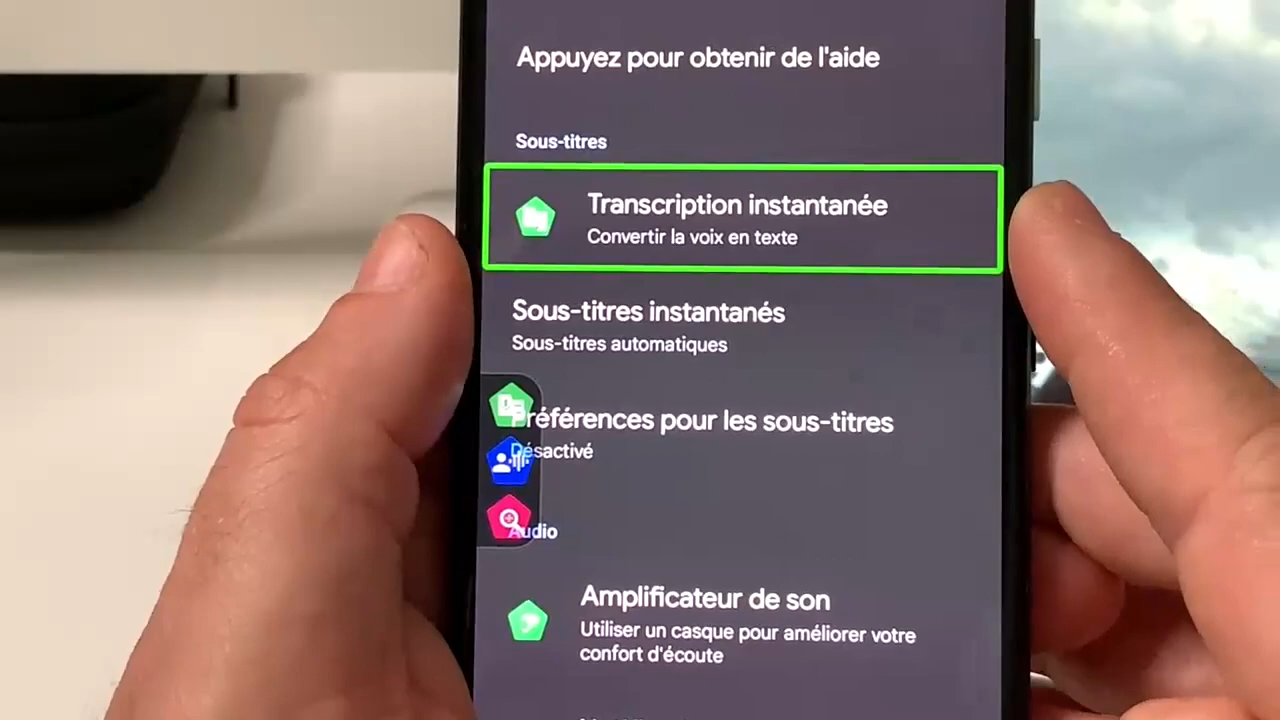 Appuyez pour obtenir de l'aide
Sous-titres
Transcription instantanée
Convertir la voix en texte
Sous-titres instantanés
Sous-titres automatiques
Préférences pour les sous-titres
Désactivé
Audio
Amplificateur de son
Utiliser un casque pour améliorer votre
confort d'écoute